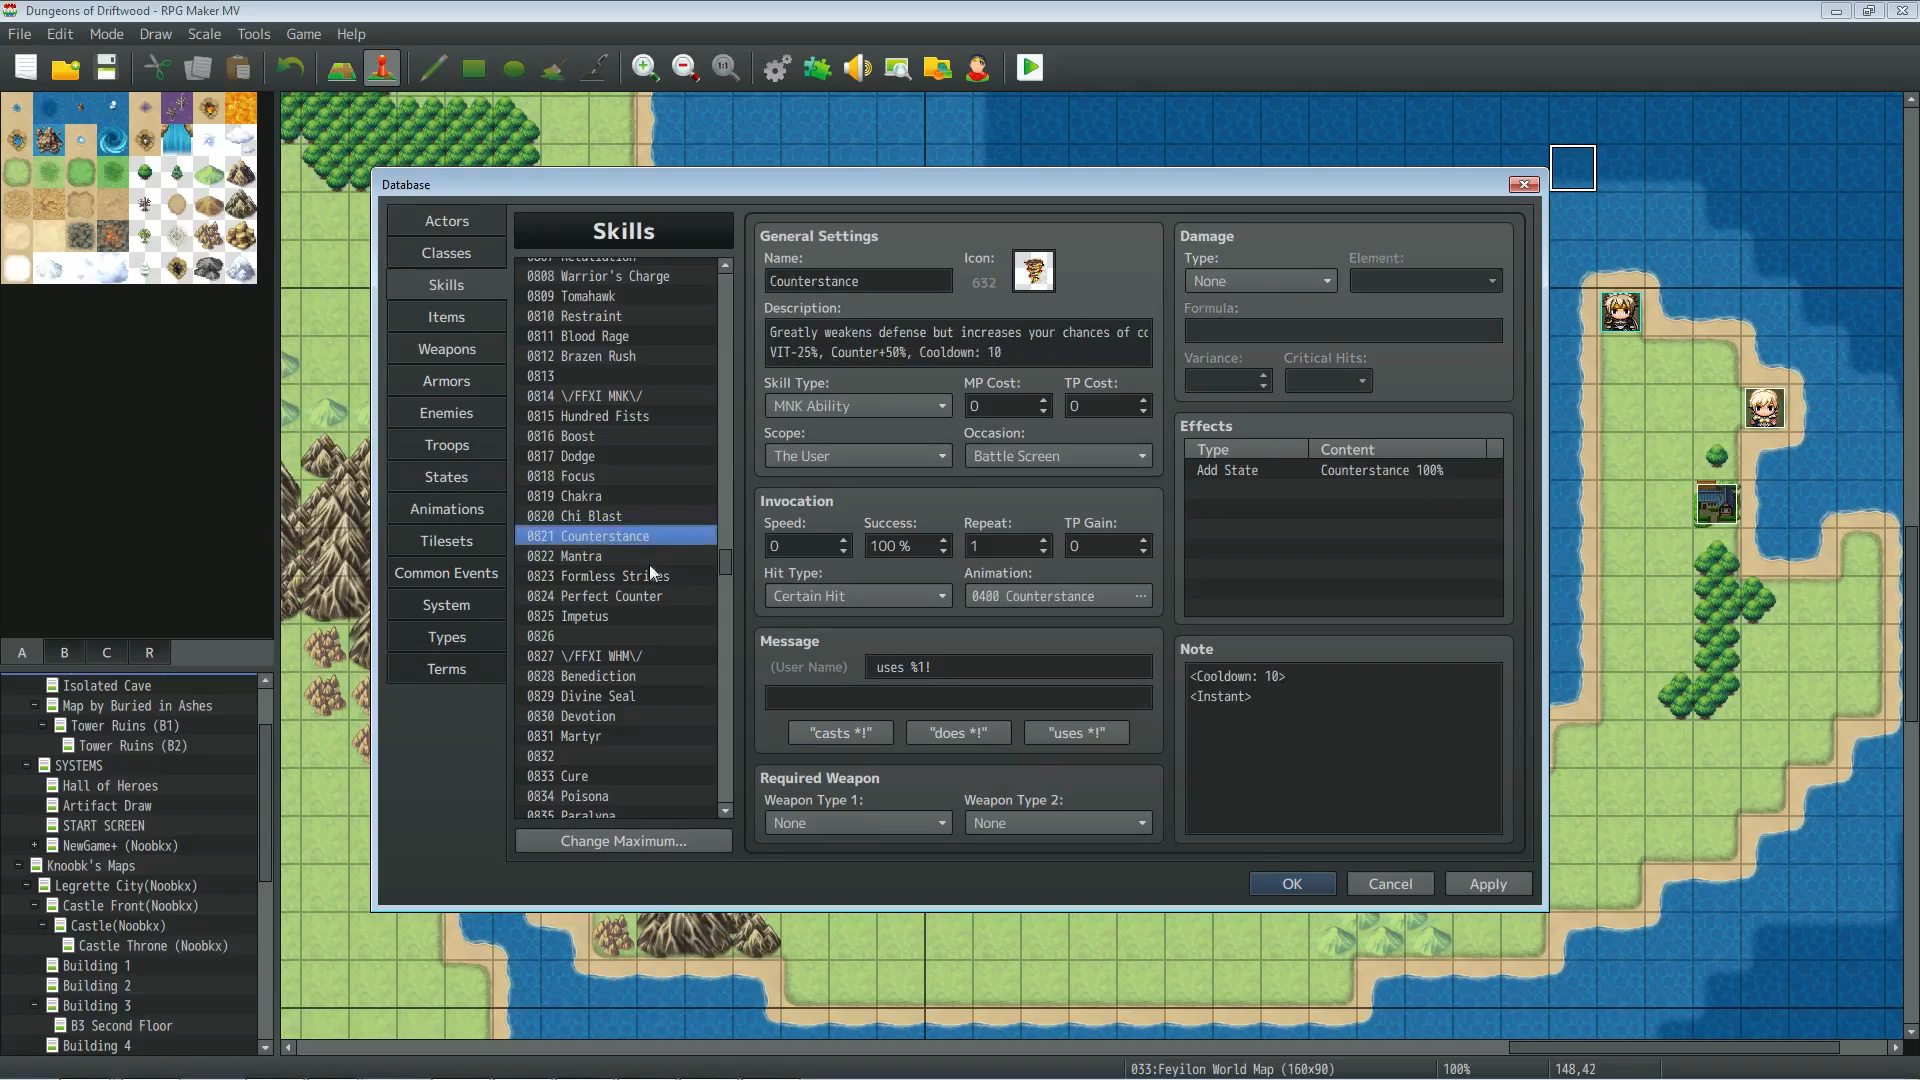 Dungeons of Driftwood - RPG Maker MV
File Edit Mode Draw Scale Tools Game Help
1:1
Database
Actors
Classes
Skills
Items
Weapons
Armors
Enemies
Troops
States
Animations
Tilesets
Common Events
System
Types
Terms
Skills
0807 Retaliation
0808 Warrior's Charge
0809 Tomahawk
0810 Restraint
0811 Blood Rage
0812 Brazen Rush
0813
0814 \/FFXI MNK\/
0815 Hundred Fists
0816 Boost
0817 Dodge
0818 Focus
0819 Chakra
0820 Chi Blast
0821 Counterstance
0822 Mantra
0823 Formless Strikes
0824 Perfect Counter
0825 Impetus
0826
0827 \/FFXI WHM\/
0828 Benediction
0829 Divine Seal
0830 Devotion
0831 Martyr
0832
0833 Cure
0834 Poisona
0835 Paralyna
Change Maximum...
General Settings
Name: Icon:
Counterstance 632
Description:
Greatly weakens defense but increases your chances of co
VIT-25%, Counter+50%, Cooldown: 10
Skill Type: MP Cost: TP Cost:
MNK Ability 0 0
Scope: Occasion:
The User Battle Screen
Invocation
Speed: Success: Repeat: TP Gain:
0 100 % 1 0
Hit Type: Animation:
Certain Hit 0400 Counterstance ...
Message
(User Name) uses %1!
"casts *!" "does *!" "uses *!"
Required Weapon
Weapon Type 1: Weapon Type 2:
None None
Damage
Type: Element:
None
Formula:
Variance: Critical Hits:
Effects
Type Content
Add State Counterstance 100%
Note
<Cooldown: 10>
<Instant>
OK Cancel Apply
A B C R
Isolated Cave
Map by Buried in Ashes
Tower Ruins (B1)
Tower Ruins (B2)
SYSTEMS
Hall of Heroes
Artifact Draw
START SCREEN
NewGame+ (Noobkx)
Knoobk's Maps
Legrette City(Noobkx)
Castle Front(Noobkx)
Castle(Noobkx)
Castle Throne (Noobkx)
Building 1
Building 2
Building 3
B3 Second Floor
Building 4
033:Feyilon World Map (160x90) 100% 148,42